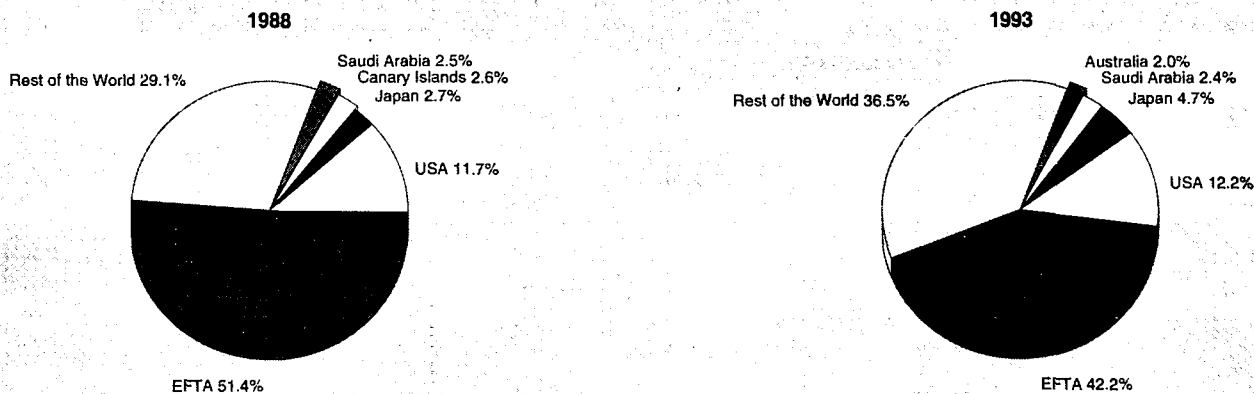 1988
Saudi Arabia 2.5%
Canary Islands 2.6%
Japan 2.7%
Rest of the World 29.1%
USA 11.7%
EFTA 51.4%
1993
Australia 2.0%
Saudi Arabia 2.4%
Japan 4.7%
Rest of the World 36.5%
USA 12.2%
EFTA 42.2%